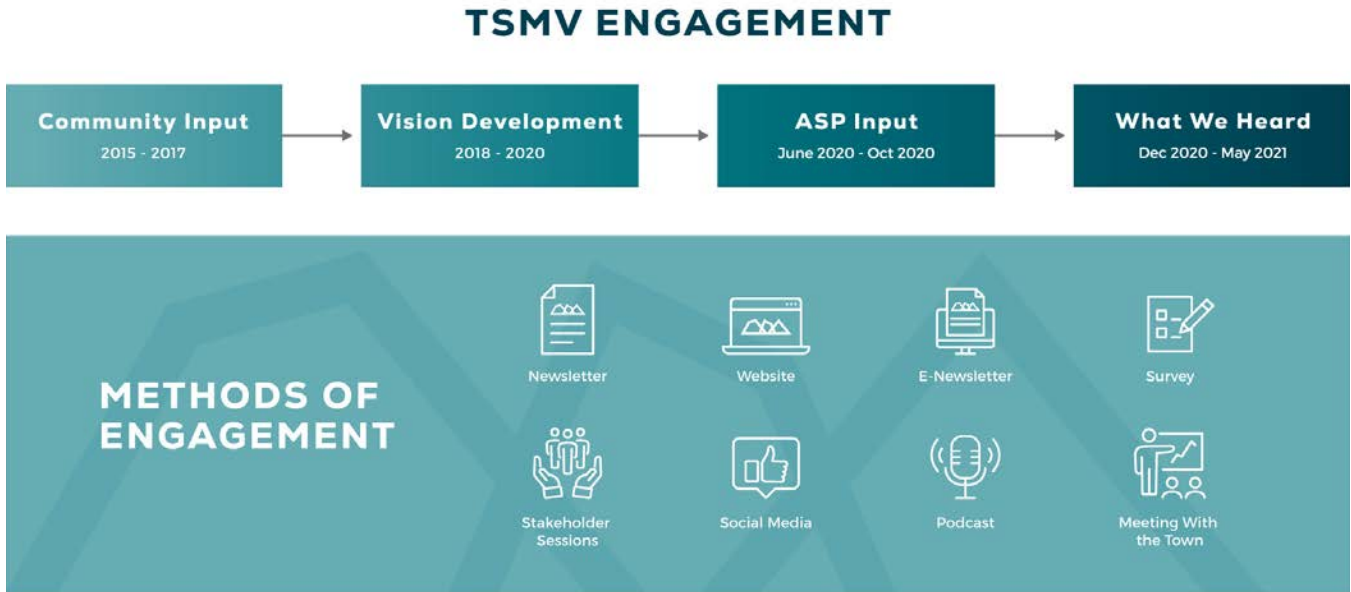 TSMV ENGAGEMENT
Community Input
2015 - 2017
Vision Development
2018 - 2020
ASP Input
June 2020 - Oct 2020
What We Heard
Dec 2020 - May 2021
METHODS OF
ENGAGEMENT
Newsletter
Website
E-Newsletter
Survey
Stakeholder
Sessions
Social Media
Podcast
Meeting With
the Town